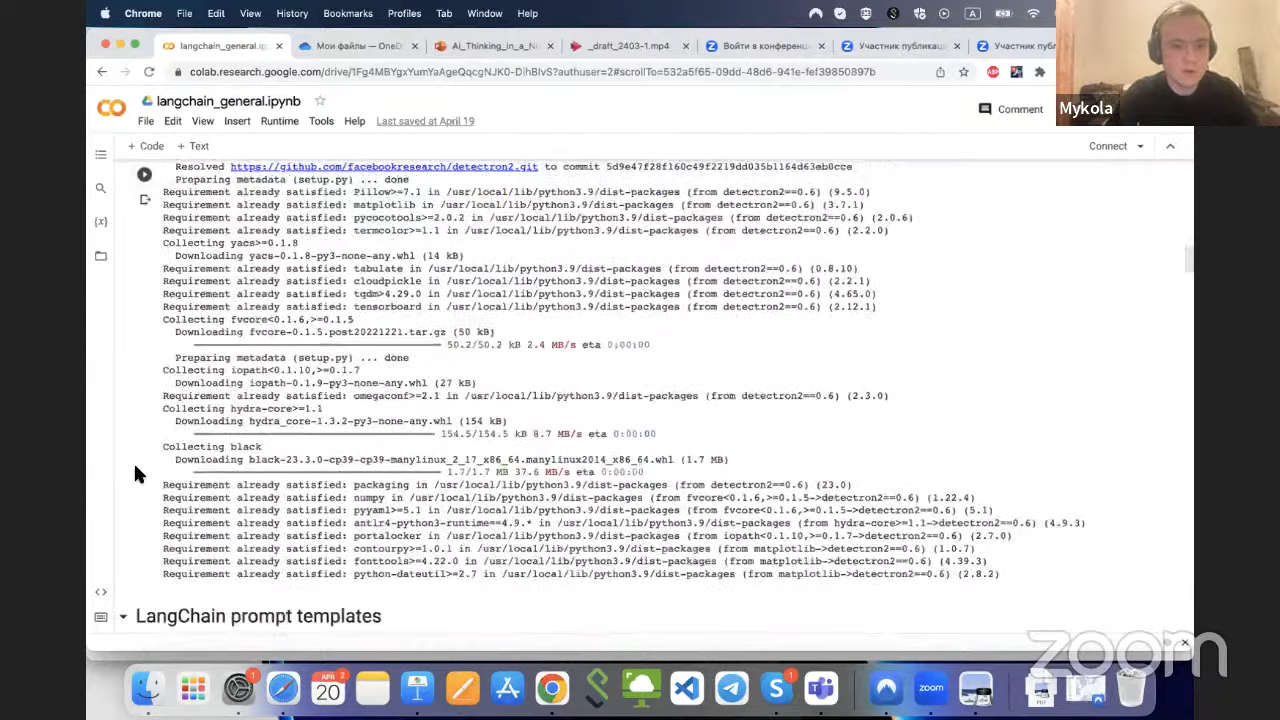 Chrome File Edit View History Bookmarks Profiles Tab Window Help
langchain_general.ipynb Мои файлы — OneD Ai_Thinking_in_a_N _draft_2403-1.mp4 Войти в конференц Участник публикаци Участник публ
colab.research.google.com/drive/1Fg4MBYgxYumYaAgeQqcgNJK0-DihBIvS?authuser=2#scrollTo=532a5f65-09dd-48d6-941e-fef39850897b
Mykola
CO langchain_general.ipynb
Comment
File Edit View Insert Runtime Tools Help Last saved at April 19
+ Code + Text Connect
Resolved https://github.com/facebookresearch/detectron2.git to commit 5d9e47f28f160c49f2219dd035b1164d63eb0cce
Preparing metadata (setup.py) ... done
Requirement already satisfied: Pillow>=7.1 in /usr/local/lib/python3.9/dist-packages (from detectron2==0.6) (9.5.0)
Requirement already satisfied: matplotlib in /usr/local/lib/python3.9/dist-packages (from detectron2==0.6) (3.7.1)
Requirement already satisfied: pycocotools>=2.0.2 in /usr/local/lib/python3.9/dist-packages (from detectron2==0.6) (2.0.6)
Requirement already satisfied: termcolor>=1.1 in /usr/local/lib/python3.9/dist-packages (from detectron2==0.6) (2.2.0)
Collecting yacs>=0.1.8
Downloading yacs-0.1.8-py3-none-any.whl (14 kB)
Requirement already satisfied: tabulate in /usr/local/lib/python3.9/dist-packages (from detectron2==0.6) (0.8.10)
Requirement already satisfied: cloudpickle in /usr/local/lib/python3.9/dist-packages (from detectron2==0.6) (2.2.1)
Requirement already satisfied: tqdm>4.29.0 in /usr/local/lib/python3.9/dist-packages (from detectron2==0.6) (4.65.0)
Requirement already satisfied: tensorboard in /usr/local/lib/python3.9/dist-packages (from detectron2==0.6) (2.12.1)
Collecting fvcore<0.1.6,>=0.1.5
Downloading fvcore-0.1.5.post20221221.tar.gz (50 kB)
50.2/50.2 kB 2.4 MB/s eta 0:00:00
Preparing metadata (setup.py) ... done
Collecting iopath<0.1.10,>=0.1.7
Downloading iopath-0.1.9-py3-none-any.whl (27 kB)
Requirement already satisfied: omegaconf>=2.1 in /usr/local/lib/python3.9/dist-packages (from detectron2==0.6) (2.3.0)
Collecting hydra-core>=1.1
Downloading hydra_core-1.3.2-py3-none-any.whl (154 kB)
154.5/154.5 kB 8.7 MB/s eta 0:00:00
Collecting black
Downloading black-23.3.0-cp39-cp39-manylinux_2_17_x86_64.manylinux2014_x86_64.whl (1.7 MB)
1.7/1.7 MB 37.6 MB/s eta 0:00:00
Requirement already satisfied: packaging in /usr/local/lib/python3.9/dist-packages (from detectron2==0.6) (23.0)
Requirement already satisfied: numpy in /usr/local/lib/python3.9/dist-packages (from fvcore<0.1.6,>=0.1.5->detectron2==0.6) (1.22.4)
Requirement already satisfied: pyyaml>=5.1 in /usr/local/lib/python3.9/dist-packages (from fvcore<0.1.6,>=0.1.5->detectron2==0.6) (5.1)
Requirement already satisfied: antlr4-python3-runtime==4.9.* in /usr/local/lib/python3.9/dist-packages (from hydra-core>=1.1->detectron2==0.6) (4.9.3)
Requirement already satisfied: portalocker in /usr/local/lib/python3.9/dist-packages (from iopath<0.1.10,>=0.1.7->detectron2==0.6) (2.7.0)
Requirement already satisfied: contourpy>=1.0.1 in /usr/local/lib/python3.9/dist-packages (from matplotlib->detectron2==0.6) (1.0.7)
Requirement already satisfied: fonttools>=4.22.0 in /usr/local/lib/python3.9/dist-packages (from matplotlib->detectron2==0.6) (4.39.3)
Requirement already satisfied: python-dateutil>=2.7 in /usr/local/lib/python3.9/dist-packages (from matplotlib->detectron2==0.6) (2.8.2)
LangChain prompt templates
zoom
APR 2
20
1
1
zoom